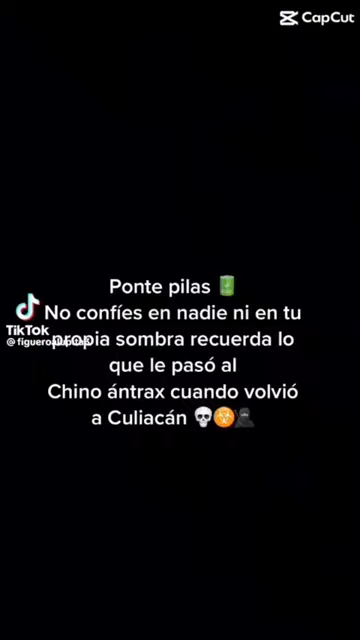 CapCut
Ponte pilas 🔋
No confíes en nadie ni en tu
propia sombra recuerda lo
que le pasó al
Chino ántrax cuando volvió
a Culiacán 💀☣️🥷🏿
TikTok